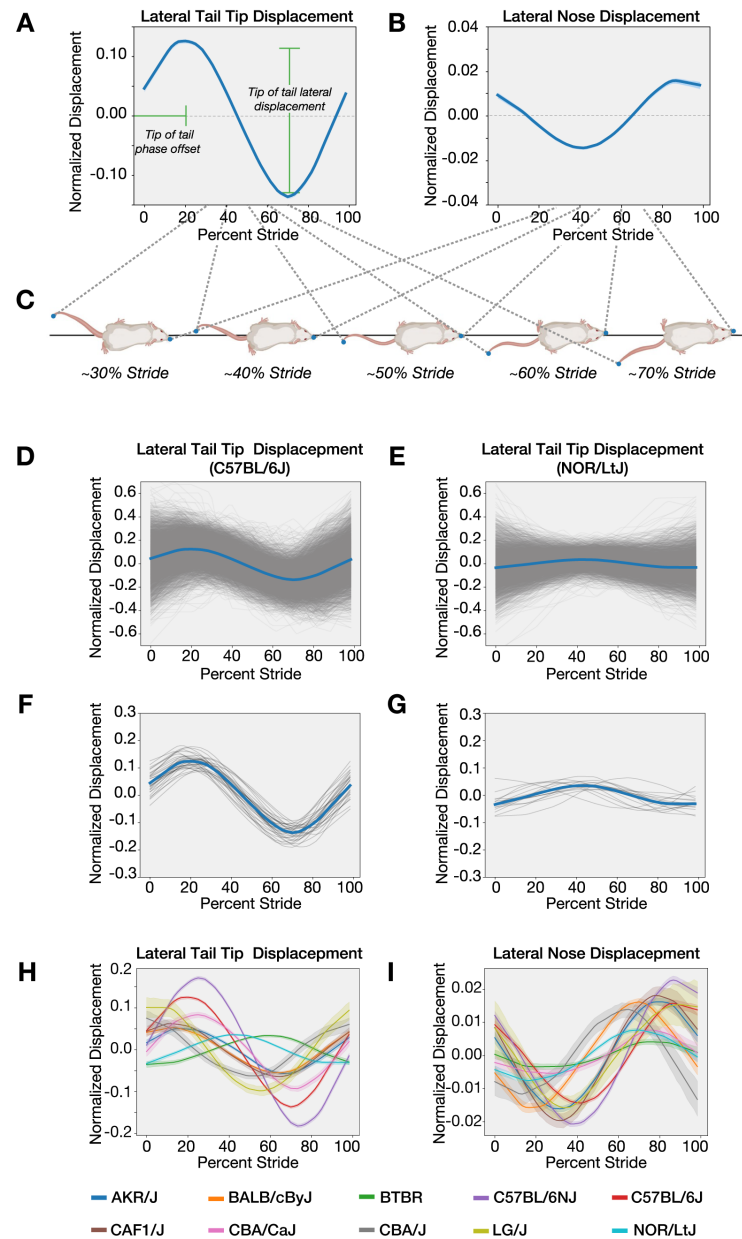 A
Lateral Tail Tip Displacement
Normalized Displacement
0.10
0.00
-0.10
Tip of tail
phase offset
Tip of tail lateral
displacement
0 20 40 60 80 100
Percent Stride
B
Lateral Nose Displacement
Normalized Displacement
0.04
0.02
0.00
-0.02
-0.04
0 20 40 60 80 100
Percent Stride
C
~30% Stride
~40% Stride
~50% Stride
~60% Stride
~70% Stride
D
Lateral Tail Tip Displacepment
(C57BL/6J)
Normalized Displacement
0.6
0.4
0.2
0.0
-0.2
-0.4
-0.6
0 20 40 60 80 100
Percent Stride
E
Lateral Tail Tip Displacepment
(NOR/LtJ)
Normalized Displacement
0.6
0.4
0.2
0.0
-0.2
-0.4
-0.6
0 20 40 60 80 100
Percent Stride
F
Normalized Displacement
0.3
0.2
0.1
0.0
-0.1
-0.2
-0.3
0 20 40 60 80 100
Percent Stride
G
Normalized Displacement
0.3
0.2
0.1
0.0
-0.1
-0.2
-0.3
0 20 40 60 80 100
Percent Stride
H
Lateral Tail Tip Displacepment
Normalized Displacement
0.2
0.1
0.0
-0.1
-0.2
0 20 40 60 80 100
Percent Stride
I
Lateral Nose Displacepment
Normalized Displacement
0.02
0.01
0.00
-0.01
-0.02
0 20 40 60 80 100
Percent Stride
AKR/J BALB/cByJ BTBR C57BL/6NJ C57BL/6J
CAF1/J CBA/CaJ CBA/J LG/J NOR/LtJ